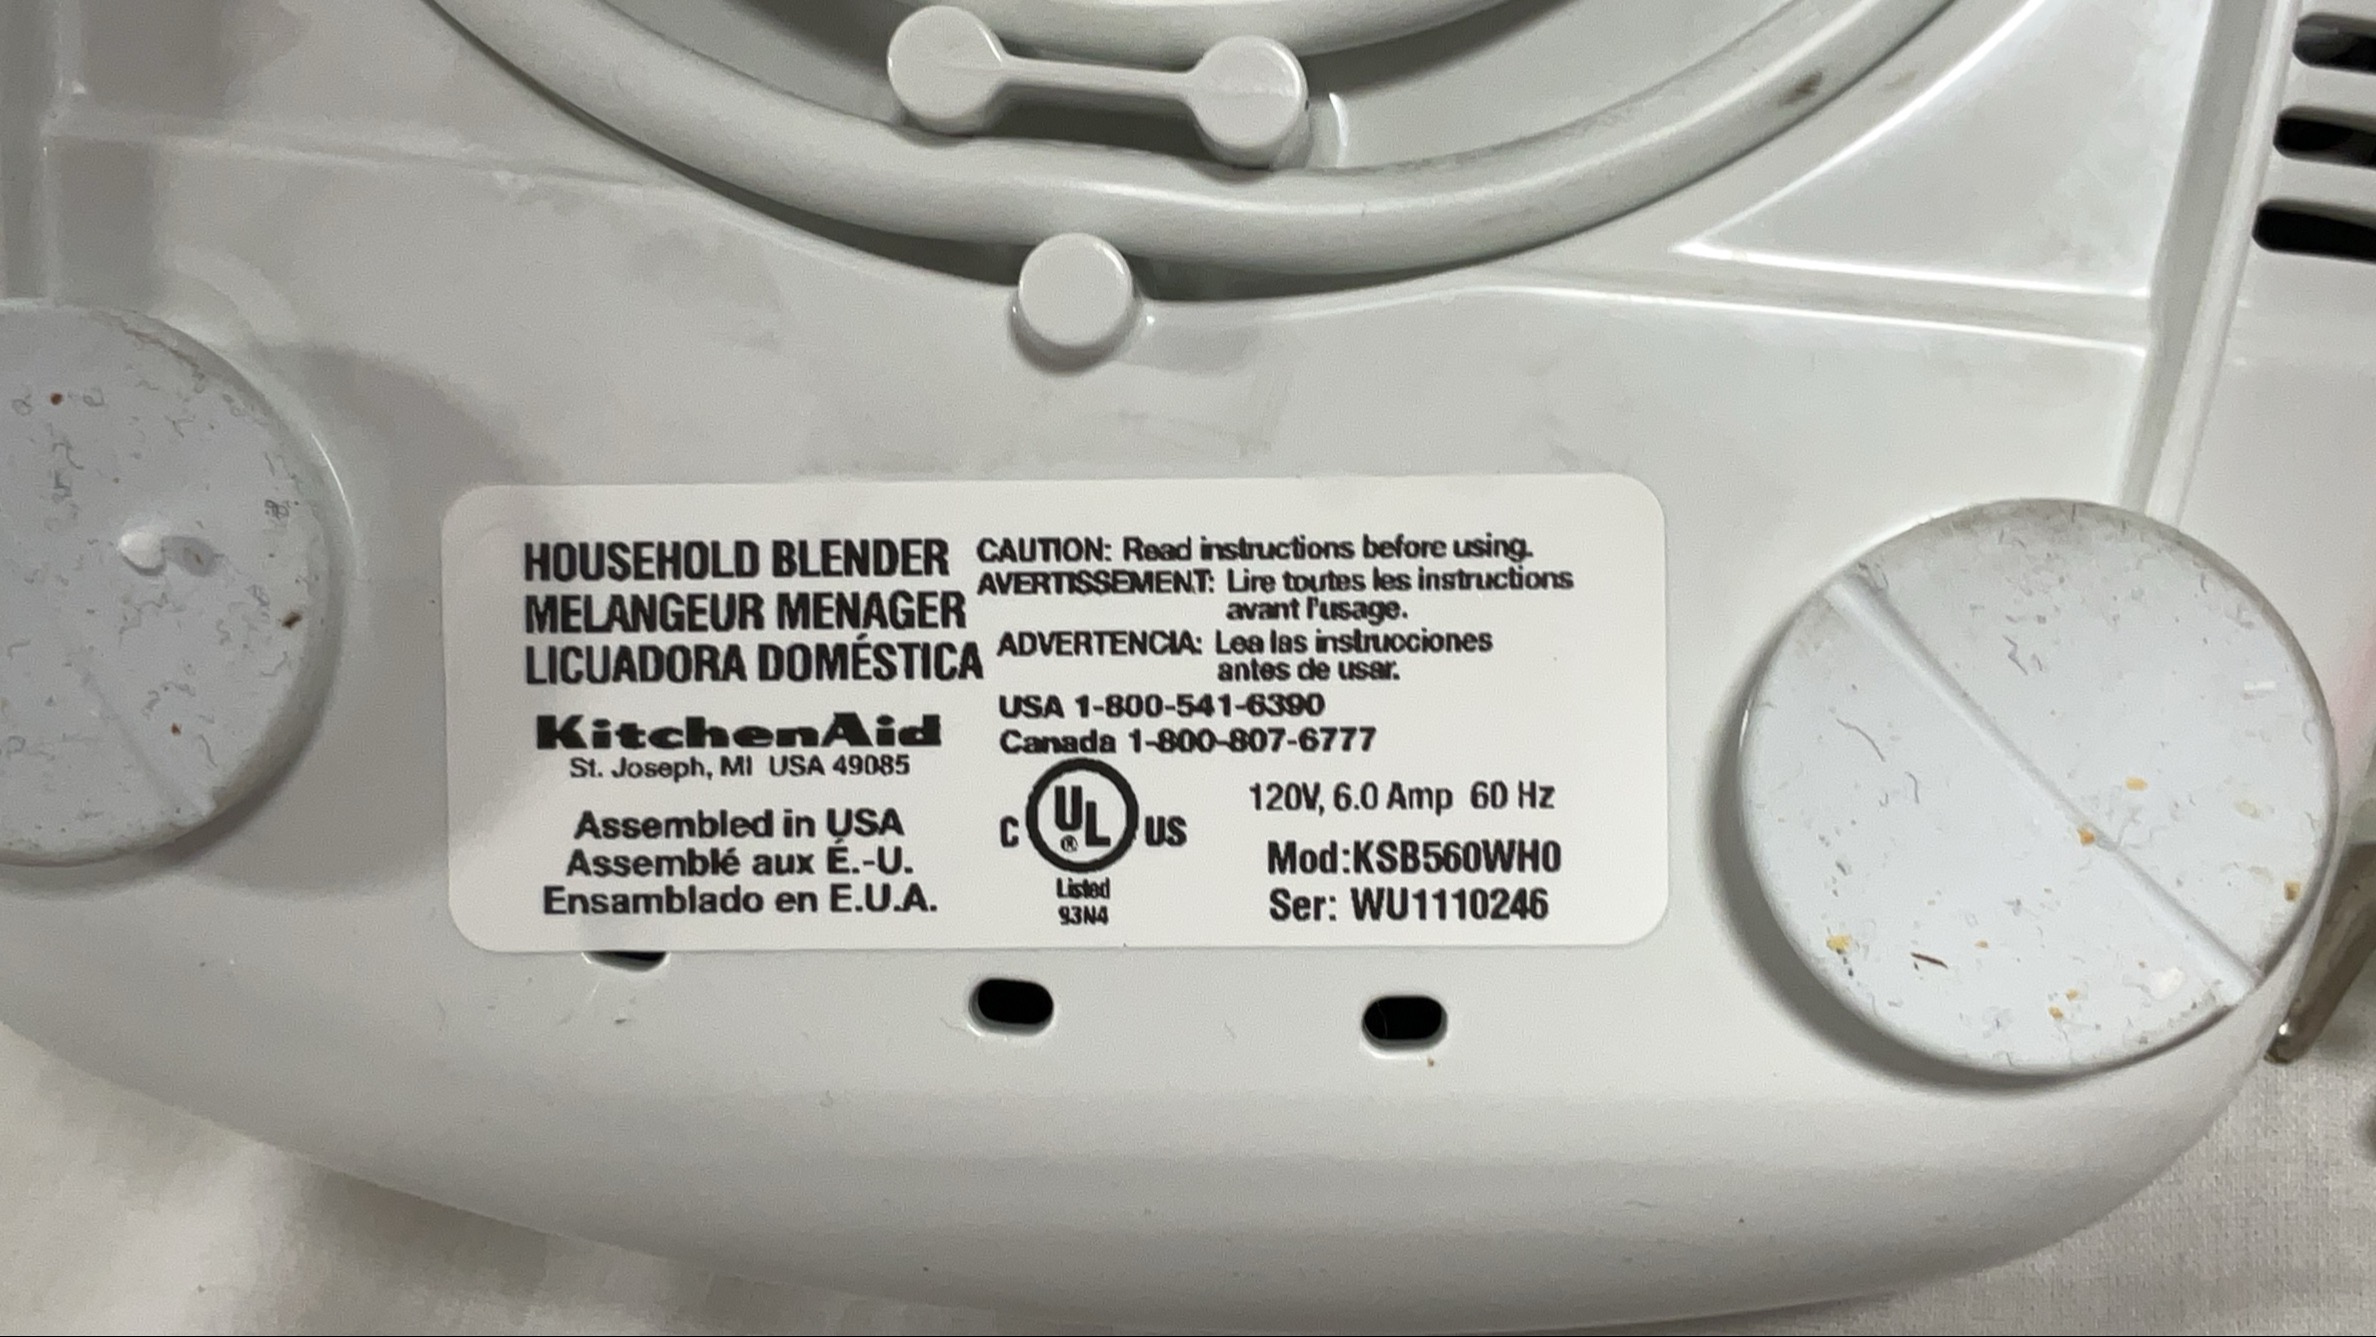 HOUSEHOLD BLENDER
MELANGEUR MENAGER
LICUADORA DOMÉSTICA
KitchenAid
St. Joseph, MI USA 49085
Assembled in USA
Assemblé aux É.-U.
Ensamblado en E.U.A.
CAUTION: Read instructions before using.
AVERTISSEMENT: Lire toutes les instructions
avant l'usage.
ADVERTENCIA: Lea las instrucciones
antes de usar.
USA 1-800-541-6390
Canada 1-800-807-6777
C UL® US
Listed
93N4
120V, 6.0 Amp 60 Hz
Mod:KSB560WH0
Ser: WU1110246